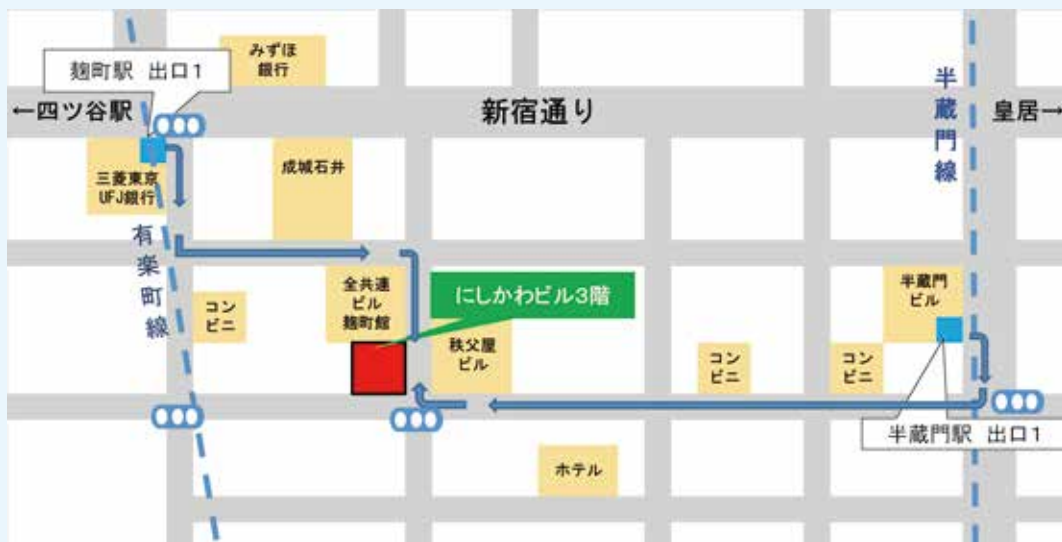 みずほ
銀行
麹町駅 出口1
←四ツ谷駅
新宿通り
半蔵門線
皇居→
三菱東京
UFJ銀行
成城石井
有楽町線
コン
ビニ
全共連
ビル
麹町館
にしかわビル3階
秩父屋
ビル
コン
ビニ
コン
ビニ
半蔵門
ビル
半蔵門駅 出口1
ホテル